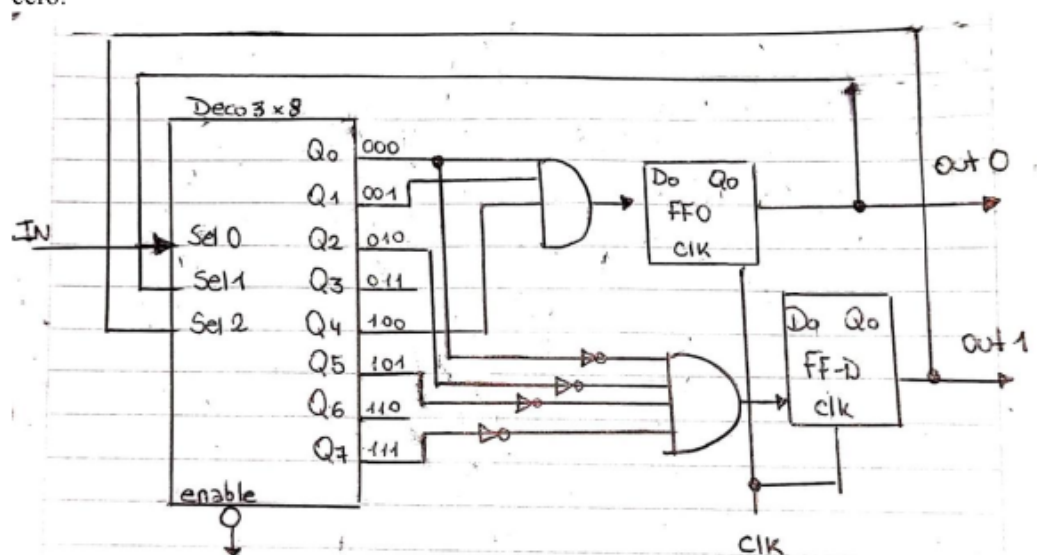 cero.
Deco 3 x 8
Q0 000
Q1 001
Q2 010
Q3 011
Q4 100
Q5 101
Q6 110
Q7 111
IN
Sel 0
Sel 1
Sel 2
enable
Do Qo
FFO
Clk
out 0
Do Qo
FF-D
Clk
out 1
Clk